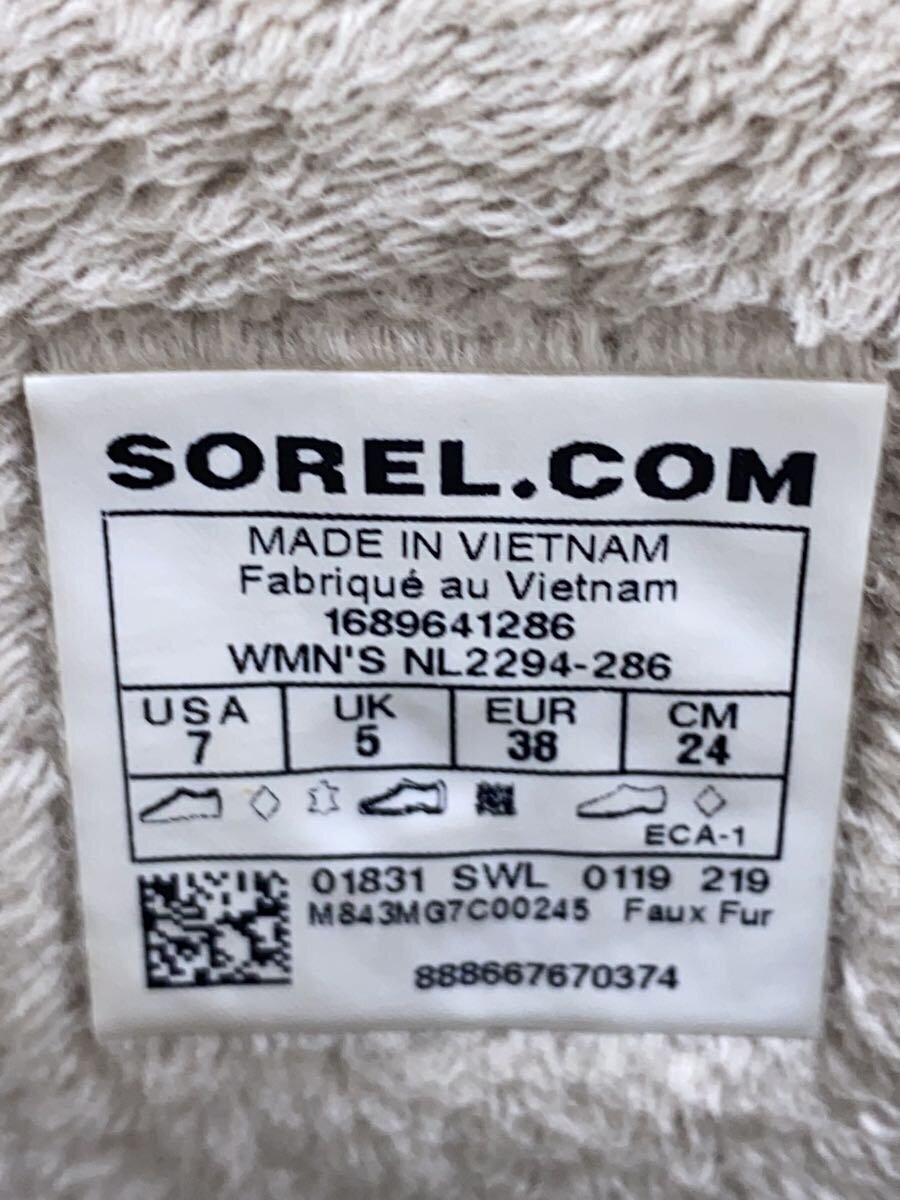 SOREL.COM
MADE IN VIETNAM
Fabriqué au Vietnam
1689641286
WMN'S NL2294-286
USA UK EUR CM
7 5 38 24
ECA-1
01831 SWL 0119 219
M843MG7C00245 Faux Fur
888667670374